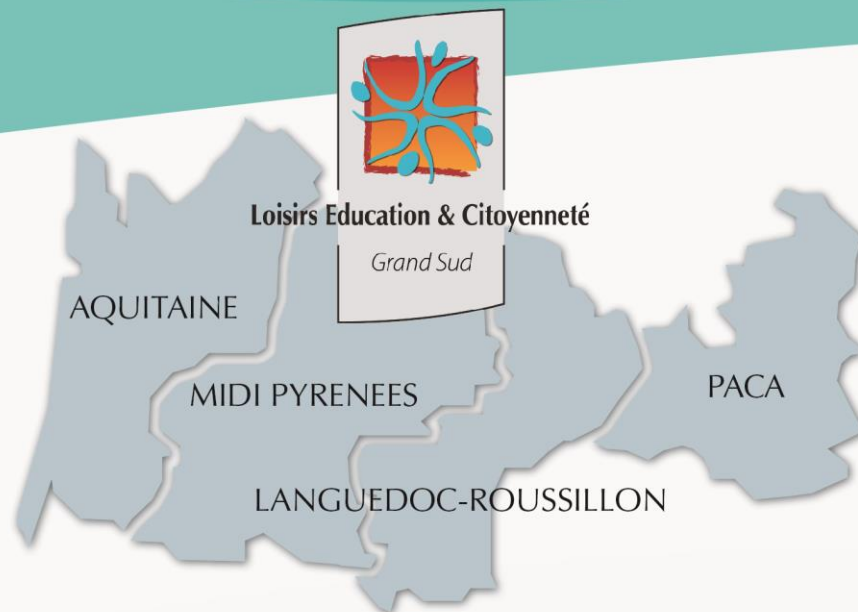 Loisirs Education & Citoyenneté
Grand Sud
AQUITAINE
MIDI PYRENEES
PACA
LANGUEDOC-ROUSSILLON